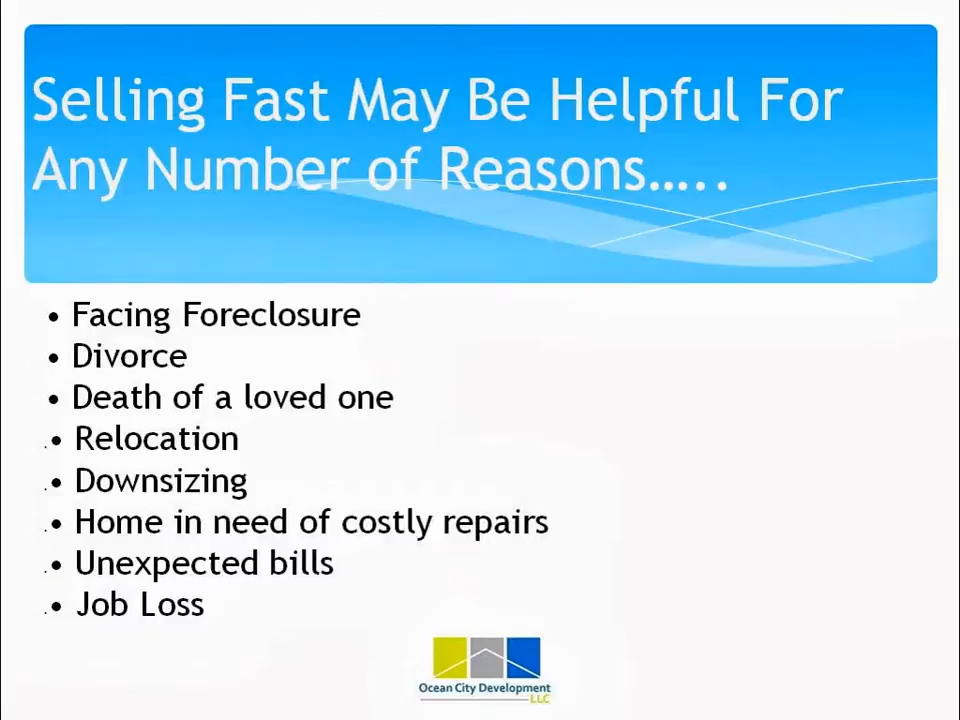 Selling Fast May Be Helpful For
Any Number of Reasons…..
• Facing Foreclosure
• Divorce
• Death of a loved one
• Relocation
• Downsizing
• Home in need of costly repairs
• Unexpected bills
• Job Loss
Ocean City Development
LLC